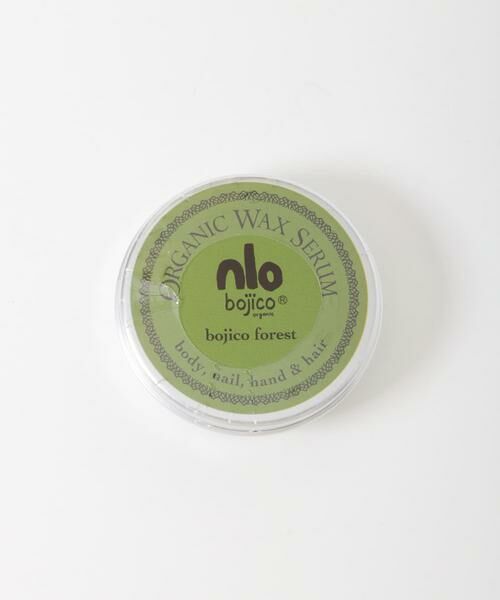 ORGANIC WAX SERUM
nlo
bojico®
organic
bojico forest
body, nail, hand & hair